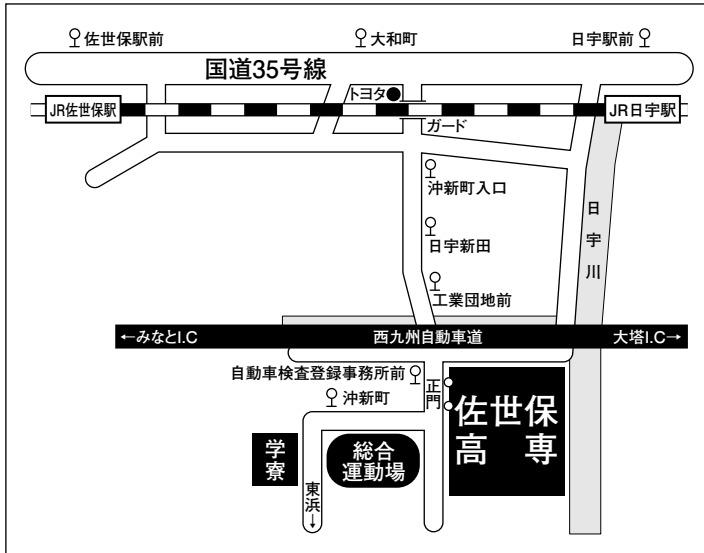 佐世保駅前
大和町
日宇駅前
国道35号線
トヨタ
JR佐世保駅
JR日宇駅
ガード
沖新町入口
日宇川
日宇新田
工業団地前
←みなとI.C
西九州自動車道
大塔I.C→
自動車検査登録事務所前
正門
沖新町
佐世保
高専
学寮
総合
運動場
東浜→